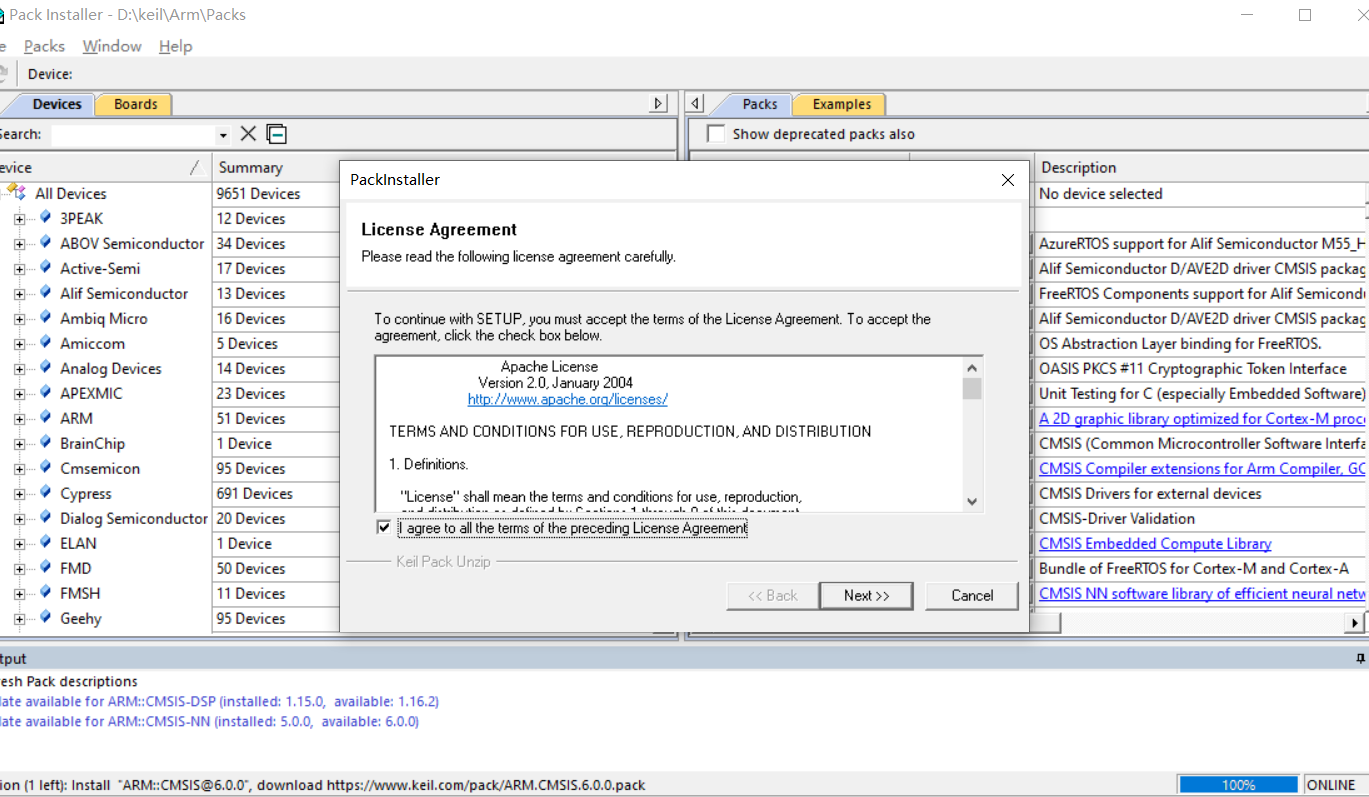 Pack Installer - D:\keil\Arm\Packs
Packs Window Help
Device:
Devices Boards
Packs Examples
Search:
Show deprecated packs also
Device Summary
Description
All Devices 9651 Devices
No device selected
3PEAK 12 Devices
ABOV Semiconductor 34 Devices
AzureRTOS support for Alif Semiconductor M55_H
Active-Semi 17 Devices
Alif Semiconductor D/AVE2D driver CMSIS packag
Alif Semiconductor 13 Devices
FreeRTOS Components support for Alif Semicondu
Ambiq Micro 16 Devices
Alif Semiconductor D/AVE2D driver CMSIS packag
Amiccom 5 Devices
OS Abstraction Layer binding for FreeRTOS.
Analog Devices 14 Devices
OASIS PKCS #11 Cryptographic Token Interface
APEXMIC 23 Devices
Unit Testing for C (especially Embedded Software)
ARM 51 Devices
A 2D graphic library optimized for Cortex-M proc
BrainChip 1 Device
CMSIS (Common Microcontroller Software Interfa
Cmsemicon 95 Devices
CMSIS Compiler extensions for Arm Compiler, GC
Cypress 691 Devices
CMSIS Drivers for external devices
Dialog Semiconductor 20 Devices
CMSIS-Driver Validation
ELAN 1 Device
CMSIS Embedded Compute Library
FMD 50 Devices
Bundle of FreeRTOS for Cortex-M and Cortex-A
FMSH 11 Devices
CMSIS NN software library of efficient neural netw
Geehy 95 Devices
PackInstaller
License Agreement
Please read the following license agreement carefully.
To continue with SETUP, you must accept the terms of the License Agreement. To accept the
agreement, click the check box below.
Apache License
Version 2.0, January 2004
http://www.apache.org/licenses/
TERMS AND CONDITIONS FOR USE, REPRODUCTION, AND DISTRIBUTION
1. Definitions.
"License" shall mean the terms and conditions for use, reproduction,
and distribution as defined by Sections 1 through 9 of this document.
I agree to all the terms of the preceding License Agreement
Keil Pack Unzip
<< Back Next >> Cancel
tput
esh Pack descriptions
late available for ARM::CMSIS-DSP (installed: 1.15.0, available: 1.16.2)
late available for ARM::CMSIS-NN (installed: 5.0.0, available: 6.0.0)
ion (1 left): Install "ARM::CMSIS@6.0.0", download https://www.keil.com/pack/ARM.CMSIS.6.0.0.pack
100% ONLINE